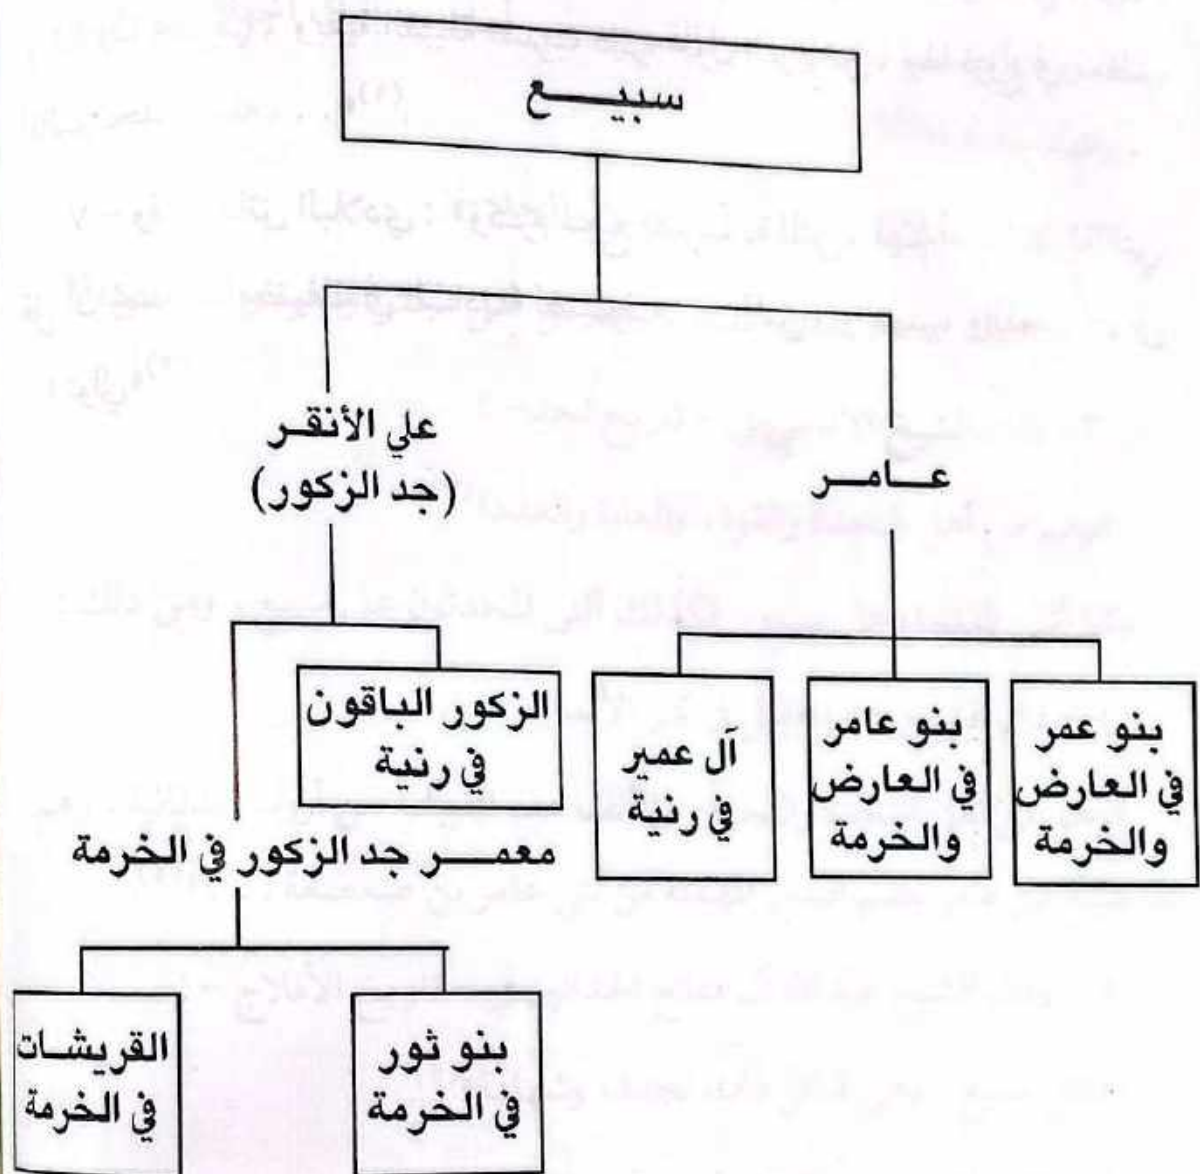 سبيع
عامر
علي الأنقر
(جد الزكور)
بنو عمر
في العارض
والخرمة
بنو عامر
في العارض
والخرمة
آل عمير
في رنية
الزكور الباقون
في رنية
معمر جد الزكور في الخرمة
بنو ثور
في الخرمة
القريشات
في الخرمة